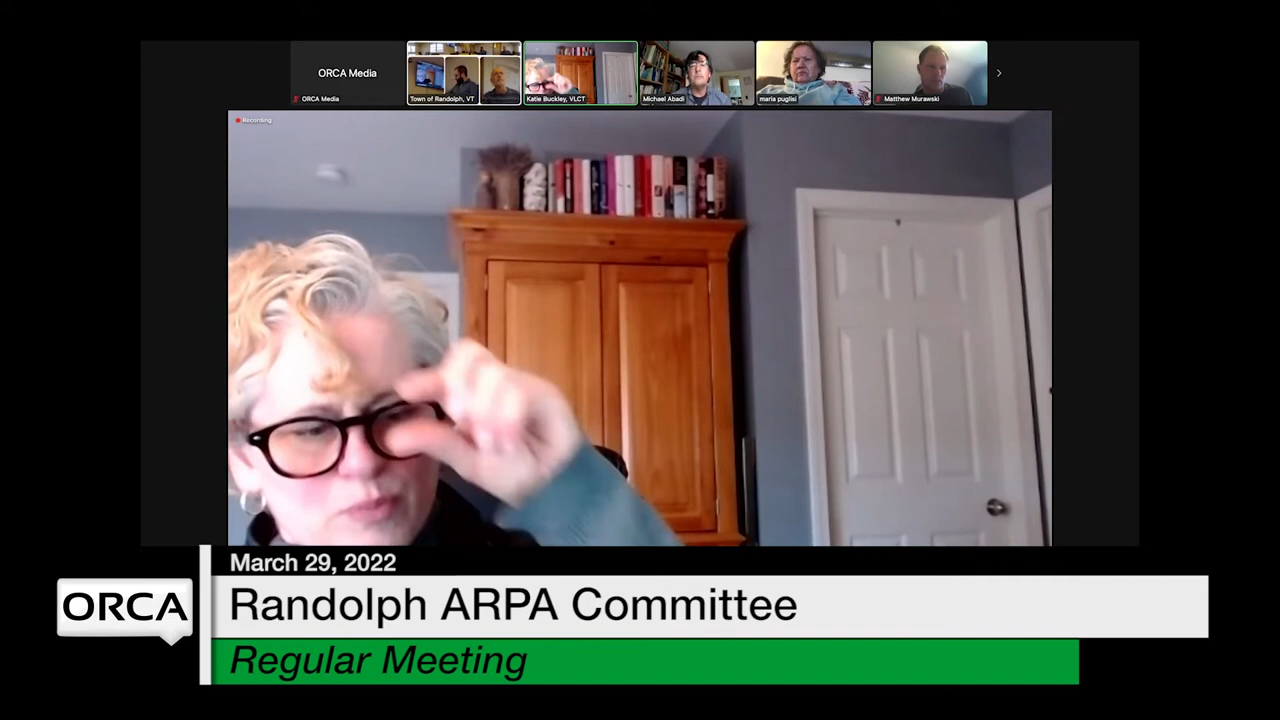 ORCA Media
ORCA Media
Town of Randolph, VT
Katie Buckley, VLCT
Michael Abadi
maria puglisi
Matthew Murawski
Recording
March 29, 2022
ORCA
Randolph ARPA Committee
Regular Meeting